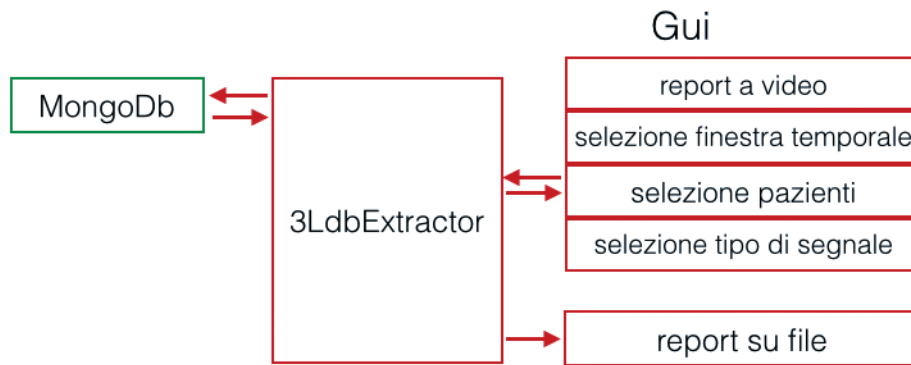 Gui
MongoDb
3LdbExtractor
report a video
selezione finestra temporale
selezione pazienti
selezione tipo di segnale
report su file